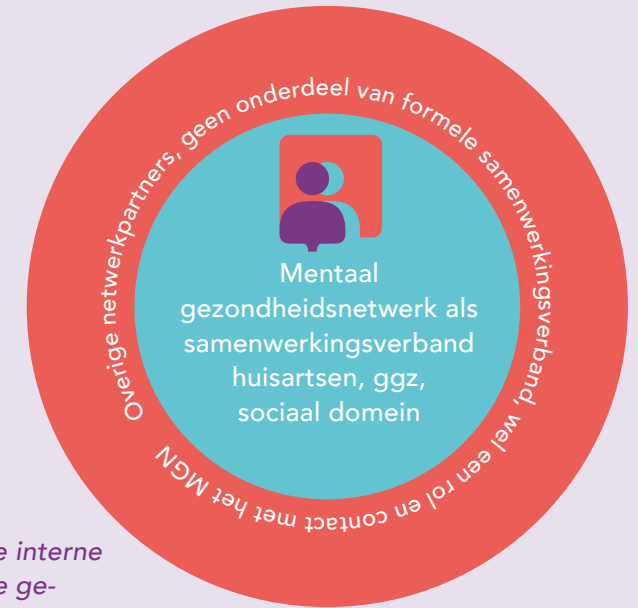 Overige netwerkpartners, geen onderdeel van formele samenwerkingsverband, wel een rol en contact met het MGN
Mentaal
gezondheidsnetwerk als
samenwerkingsverband
huisartsen, ggz,
sociaal domein
e interne
e ge-